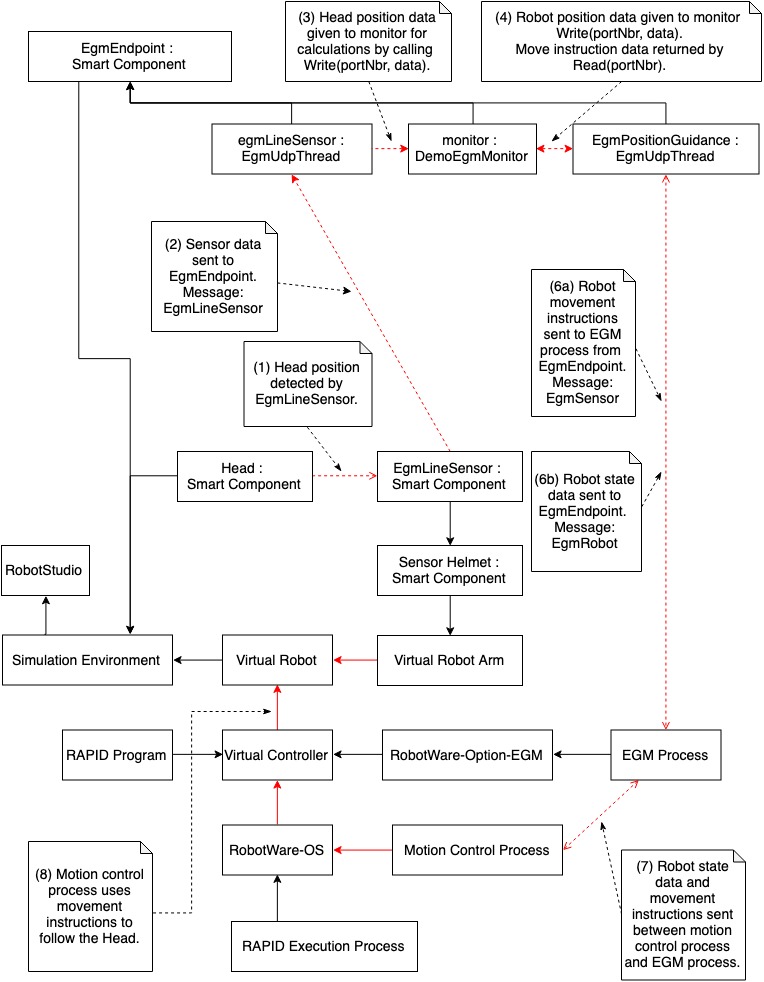 (3) Head position data
given to monitor for
calculations by calling
Write(portNbr, data).
(4) Robot position data given to monitor
Write(portNbr, data).
Move instruction data returned by
Read(portNbr).
EgmEndpoint :
Smart Component
egmLineSensor :
EgmUdpThread
monitor :
DemoEgmMonitor
EgmPositionGuidance :
EgmUdpThread
(2) Sensor data
sent to
EgmEndpoint.
Message:
EgmLineSensor
(6a) Robot
movement
instructions
sent to EGM
process from
EgmEndpoint.
Message:
EgmSensor
(1) Head position
detected by
EgmLineSensor.
Head :
Smart Component
EgmLineSensor :
Smart Component
(6b) Robot state
data sent to
EgmEndpoint.
Message:
EgmRobot
RobotStudio
Sensor Helmet :
Smart Component
Simulation Environment
Virtual Robot
Virtual Robot Arm
RAPID Program
Virtual Controller
RobotWare-Option-EGM
EGM Process
RobotWare-OS
Motion Control Process
(8) Motion control
process uses
movement
instructions to
follow the Head.
(7) Robot state
data and
movement
instructions sent
between motion
control process
and EGM process.
RAPID Execution Process